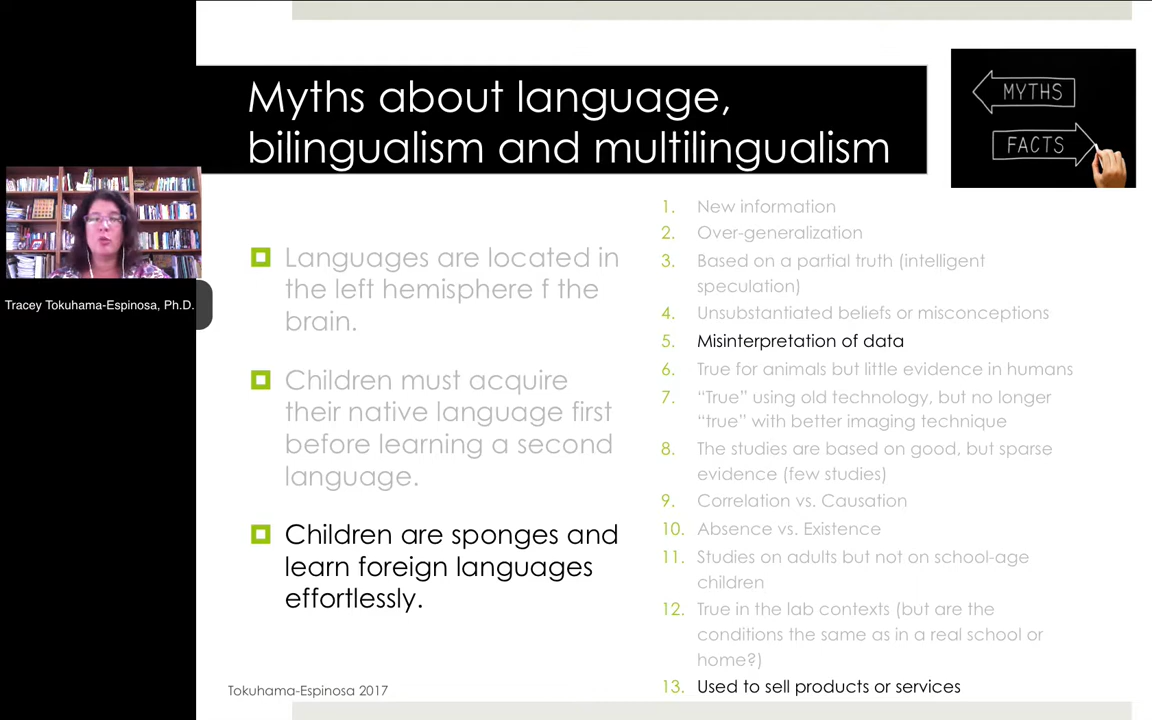 Myths about language,
bilingualism and multilingualism
MYTHS
FACTS
Tracey Tokuhama-Espinosa, Ph.D.
Languages are located in
the left hemisphere f the
brain.
Children must acquire
their native language first
before learning a second
language.
Children are sponges and
learn foreign languages
effortlessly.
1. New information
2. Over-generalization
3. Based on a partial truth (intelligent
speculation)
4. Unsubstantiated beliefs or misconceptions
5. Misinterpretation of data
6. True for animals but little evidence in humans
7. “True” using old technology, but no longer
“true” with better imaging technique
8. The studies are based on good, but sparse
evidence (few studies)
9. Correlation vs. Causation
10. Absence vs. Existence
11. Studies on adults but not on school-age
children
12. True in the lab contexts (but are the
conditions the same as in a real school or
home?)
13. Used to sell products or services
Tokuhama-Espinosa 2017